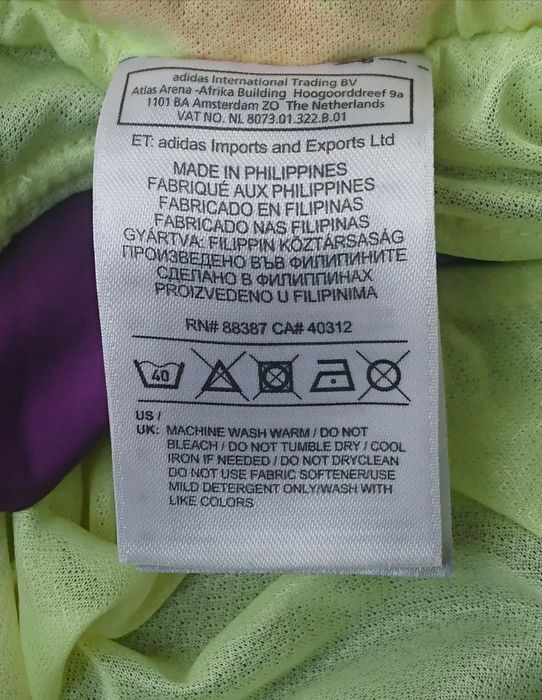 adidas International Trading BV
Atlas Arena -Afrika Building Hoogoorddreef 9a
1101 BA Amsterdam ZO The Netherlands
VAT NO. NL 8073.01.322.B.01
ET: adidas Imports and Exports Ltd
MADE IN PHILIPPINES
FABRIQUÉ AUX PHILIPPINES
FABRICADO EN FILIPINAS
FABRICADO NAS FILIPINAS
GYÁRTVA: FILIPPIN KÖZTÁRSASÁG
ПРОИЗВЕДЕНО ВЪВ ФИЛИПИНИТЕ
СДЕЛАНО В ФИЛИППИНАХ
PROIZVEDENO U FILIPINIMA
RN# 88387 CA# 40312
40
US /
UK: MACHINE WASH WARM / DO NOT
BLEACH / DO NOT TUMBLE DRY / COOL
IRON IF NEEDED / DO NOT DRYCLEAN
DO NOT USE FABRIC SOFTENER/USE
MILD DETERGENT ONLY/WASH WITH
LIKE COLORS